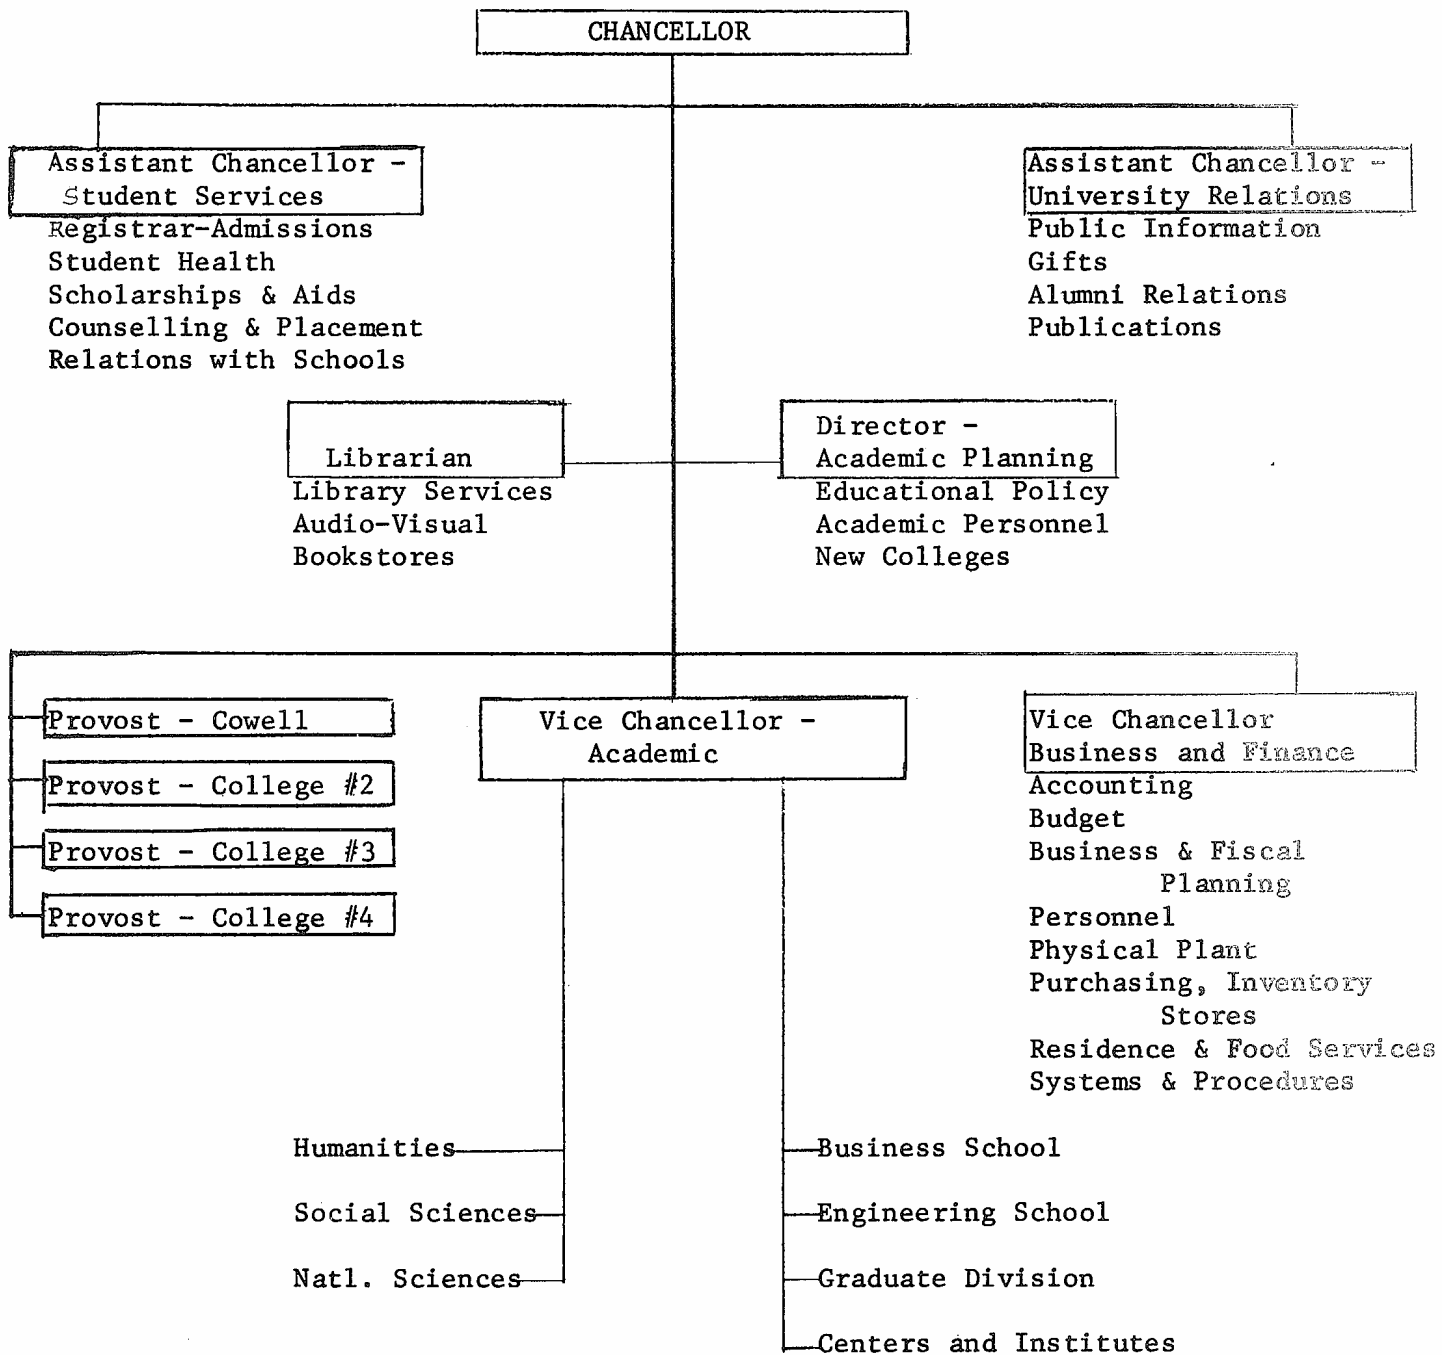 CHANCELLOR
Assistant Chancellor -
Student Services
Registrar-Admissions
Student Health
Scholarships & Aids
Counselling & Placement
Relations with Schools
Assistant Chancellor -
University Relations
Public Information
Gifts
Alumni Relations
Publications
Librarian
Library Services
Audio-Visual
Bookstores
Director -
Academic Planning
Educational Policy
Academic Personnel
New Colleges
Provost - Cowell
Provost - College #2
Provost - College #3
Provost - College #4
Vice Chancellor -
Academic
Vice Chancellor
Business and Finance
Accounting
Budget
Business & Fiscal
Planning
Personnel
Physical Plant
Purchasing, Inventory
Stores
Residence & Food Services
Systems & Procedures
Humanities
Social Sciences
Natl. Sciences
Business School
Engineering School
Graduate Division
Centers and Institutes